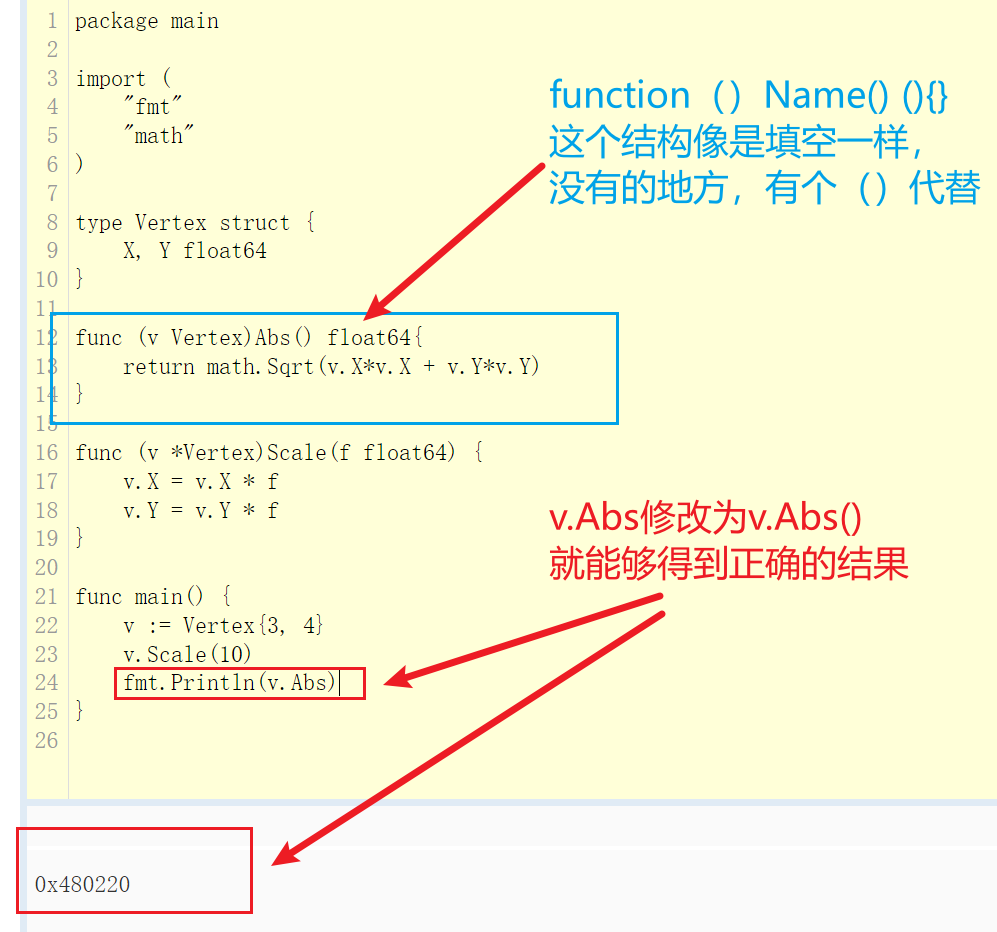 1 package main
2
3 import (
4     "fmt"
5     "math"
6 )
7
8 type Vertex struct {
9     X, Y float64
10 }
11
12 func (v Vertex)Abs() float64{
13     return math.Sqrt(v.X*v.X + v.Y*v.Y)
14 }
15
16 func (v *Vertex)Scale(f float64) {
17     v.X = v.X * f
18     v.Y = v.Y * f
19 }
20
21 func main() {
22     v := Vertex{3, 4}
23     v.Scale(10)
24     fmt.Println(v.Abs)
25 }
26
function（）Name() (){}
这个结构像是填空一样，
没有的地方，有个（）代替
v.Abs修改为v.Abs()
就能够得到正确的结果
0x480220